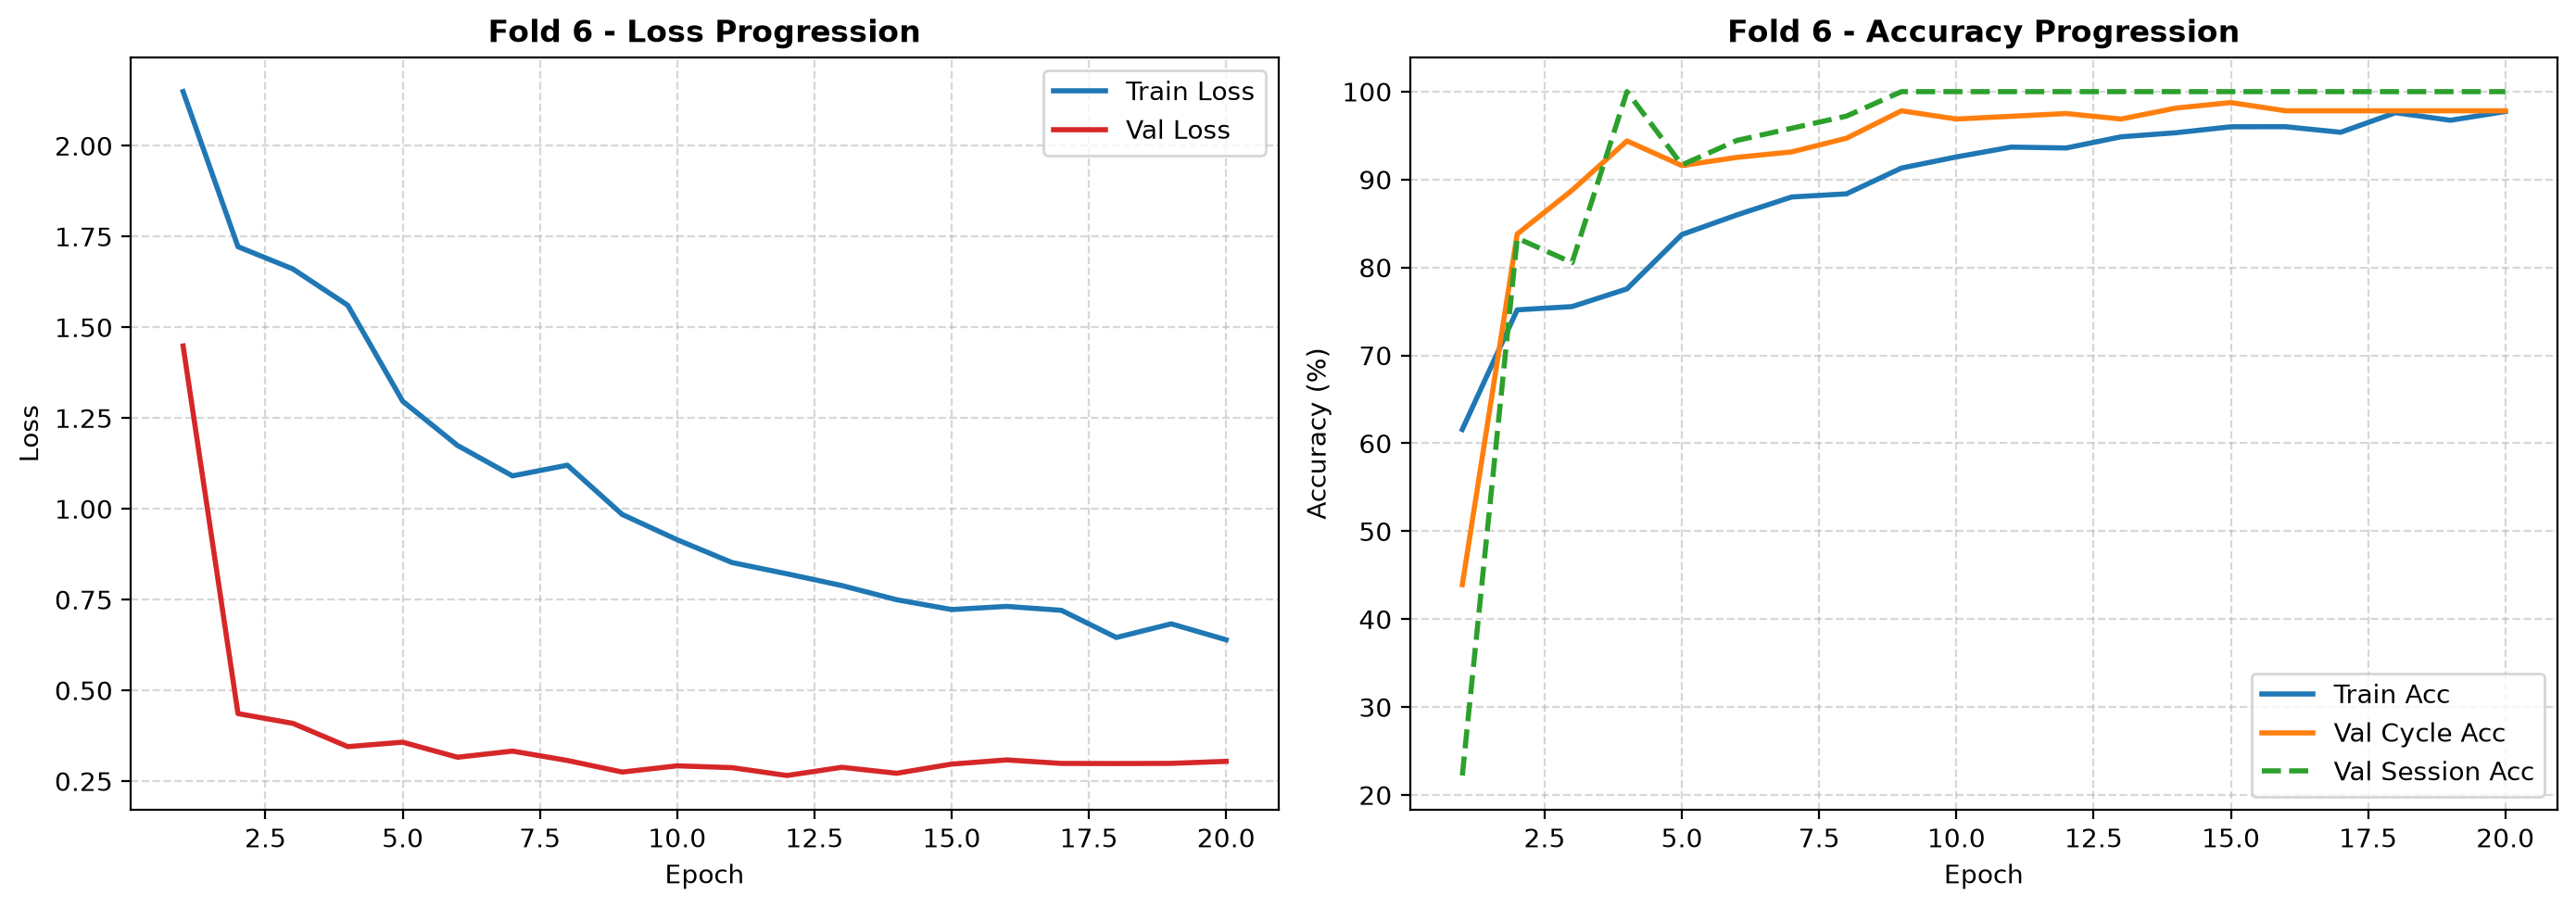 Fold 6 - Loss Progression
Train Loss
Val Loss
2.00
1.75
1.50
1.25
1.00
0.75
0.50
0.25
Loss
2.5 5.0 7.5 10.0 12.5 15.0 17.5 20.0
Epoch
Fold 6 - Accuracy Progression
100
90
80
70
60
50
40
30
20
Accuracy (%)
Train Acc
Val Cycle Acc
Val Session Acc
2.5 5.0 7.5 10.0 12.5 15.0 17.5 20.0
Epoch